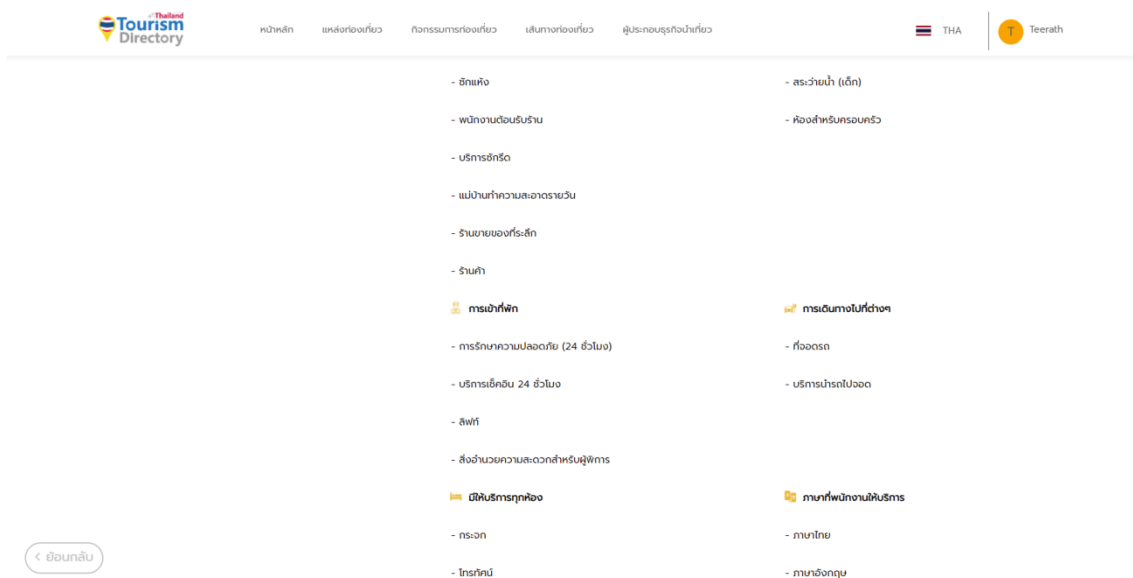 Thailand
Tourism
Directory
หน้าหลัก
แหล่งท่องเที่ยว
กิจกรรมการท่องเที่ยว
เส้นทางท่องเที่ยว
ผู้ประกอบธุรกิจนำเที่ยว
THA
T
Teerath
- ซักแห้ง
- พนักงานต้อนรับร้าน
- บริการซักรีด
- แม่บ้านทำความสะอาดรายวัน
- ร้านขายของที่ระลึก
- ร้านค้า
- สระว่ายน้ำ (เด็ก)
- ห้องสำหรับครอบครัว
การเข้าที่พัก
- การรักษาความปลอดภัย (24 ชั่วโมง)
- บริการเช็คอิน 24 ชั่วโมง
- ลิฟท์
- สิ่งอำนวยความสะดวกสำหรับผู้พิการ
การเดินทางไปที่ต่างๆ
- ที่จอดรถ
- บริการนำรถไปจอด
มีให้บริการทุกห้อง
- กระจก
- โทรทัศน์
ภาษาที่พนักงานให้บริการ
- ภาษาไทย
- ภาษาอังกฤษ
< ย้อนกลับ